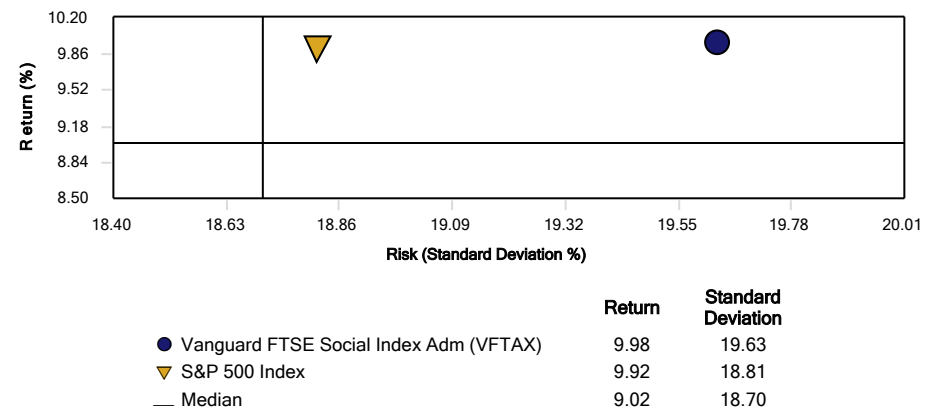 10.20
9.86
9.52
9.18
8.84
8.50
Return (%)
18.40 18.63 18.86 19.09 19.32 19.55 19.78 20.01
Risk (Standard Deviation %)
Return Standard Deviation
Vanguard FTSE Social Index Adm (VFTAX) 9.98 19.63
S&P 500 Index 9.92 18.81
Median 9.02 18.70